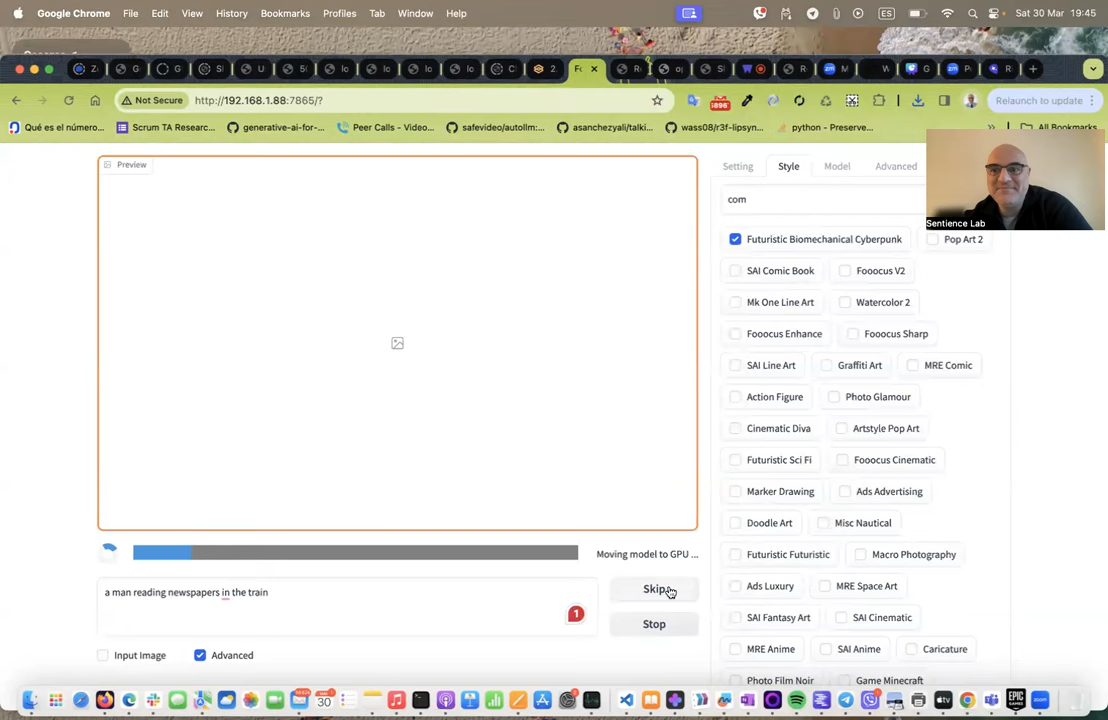 Google Chrome File Edit View History Bookmarks Profiles Tab Window Help ES Sat 30 Mar 19:45
Not Secure http://192.168.1.88:7865/? Relaunch to update
Qué es el número... Scrum TA Researc... generative-ai-for-... Peer Calls - Video... safevideo/autollm:... asanchezyali/talki... wass08/r3f-lipsyn... python - Preserve... » All Bookmarks
Preview
Setting Style Model Advanced
com
Sentience Lab
Futuristic Biomechanical Cyberpunk Pop Art 2
SAI Comic Book Fooocus V2
Mk One Line Art Watercolor 2
Fooocus Enhance Fooocus Sharp
SAI Line Art Graffiti Art MRE Comic
Action Figure Photo Glamour
Cinematic Diva Artstyle Pop Art
Futuristic Sci Fi Fooocus Cinematic
Marker Drawing Ads Advertising
Doodle Art Misc Nautical
Moving model to GPU ...
Futuristic Futuristic Macro Photography
a man reading newspapers in the train
Skip
1
Ads Luxury MRE Space Art
Stop
SAI Fantasy Art SAI Cinematic
Input Image Advanced
MRE Anime SAI Anime Caricature
Photo Film Noir Game Minecraft